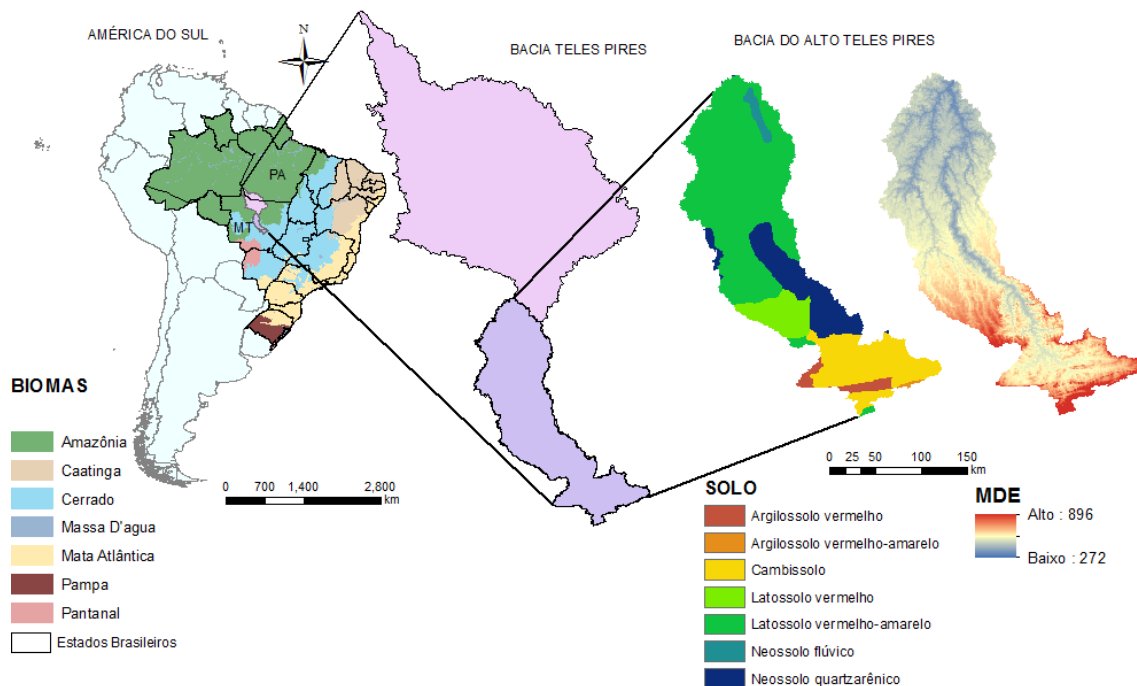 AMÉRICA DO SUL
N
BACIA TELES PIRES
BACIA DO ALTO TELES PIRES
PA
MT
BIOMAS
Amazônia
Caatinga
Cerrado
Massa D'agua
Mata Atlântica
Pampa
Pantanal
Estados Brasileiros
0 700 1,400 2,800
km
0 25 50 100 150
km
SOLO
Argilossolo vermelho
Argilossolo vermelho-amarelo
Cambissolo
Latossolo vermelho
Latossolo vermelho-amarelo
Neossolo flúvico
Neossolo quartzarênico
MDE
Alto : 896
Baixo : 272